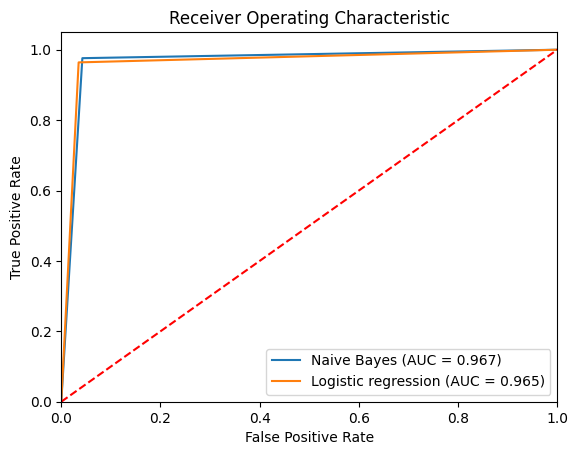 Receiver Operating Characteristic
1.0
0.8
0.6
0.4
0.2
0.0
True Positive Rate
Naive Bayes (AUC = 0.967)
Logistic regression (AUC = 0.965)
0.0 0.2 0.4 0.6 0.8 1.0
False Positive Rate